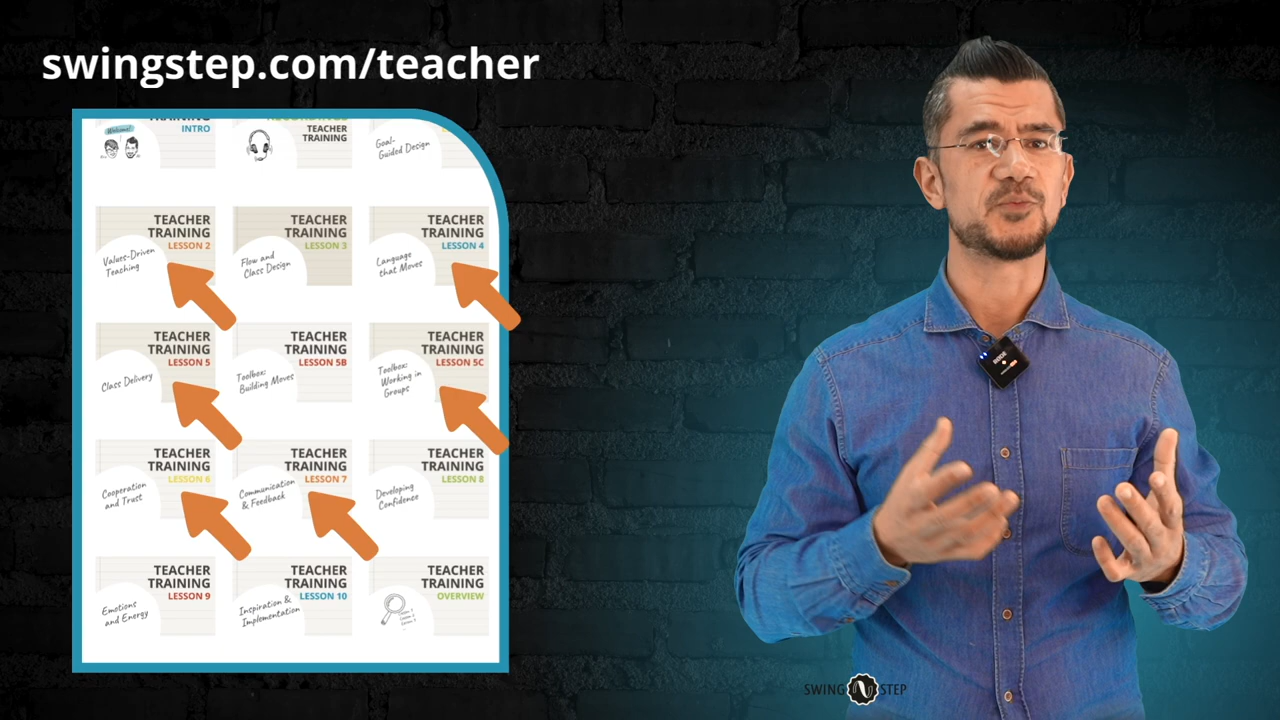 swingstep.com/teacher
Welcome!
TRAINING
INTRO
TEACHER
TRAINING
Goal-
Guided Design
TEACHER
TRAINING
LESSON 2
Values-Driven
Teaching
TEACHER
TRAINING
LESSON 3
Flow and
Class Design
TEACHER
TRAINING
LESSON 4
Language
that Moves
TEACHER
TRAINING
LESSON 5
Class Delivery
TEACHER
TRAINING
LESSON 5B
Toolbox:
Building Moves
TEACHER
TRAINING
LESSON 5C
Toolbox:
Working in
Groups
TEACHER
TRAINING
LESSON 6
Cooperation
and Trust
TEACHER
TRAINING
LESSON 7
Communication
& Feedback
TEACHER
TRAINING
LESSON 8
Developing
Confidence
TEACHER
TRAINING
LESSON 9
Emotions
and Energy
TEACHER
TRAINING
LESSON 10
Inspiration &
Implementation
TEACHER
TRAINING
OVERVIEW
SWING STEP